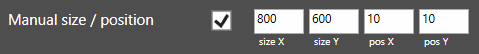 Manual size / position 800 600 10 10
size X size Y pos X pos Y